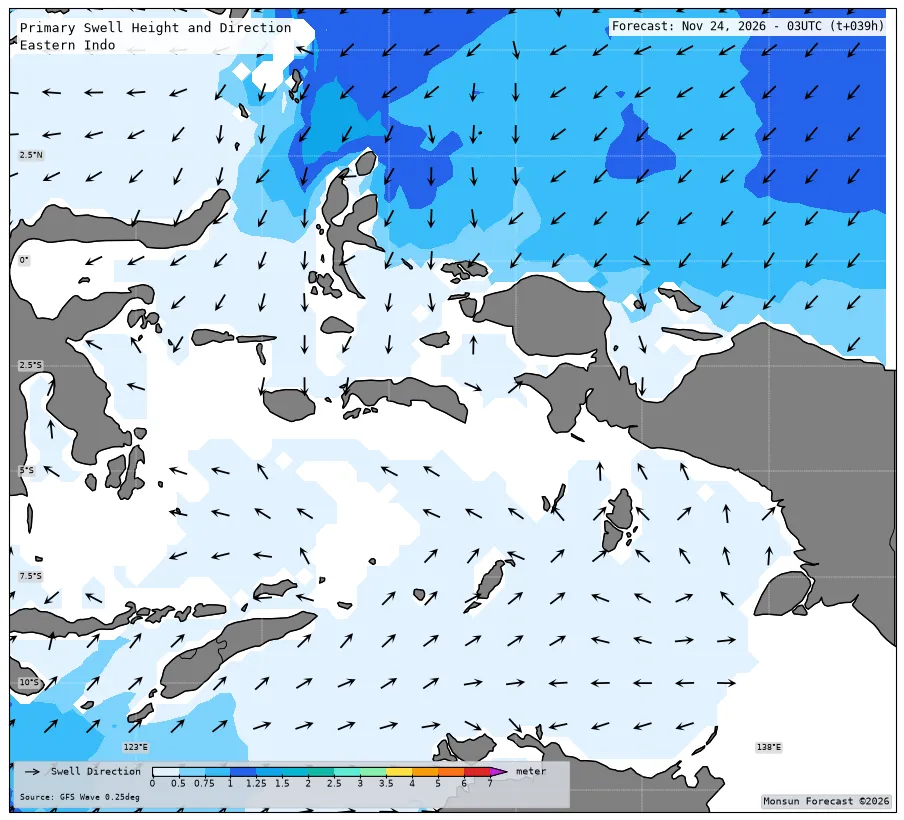 Primary Swell Height and Direction
Eastern Indo
Forecast: Nov 24, 2026 - 03UTC (t+039h)
2.5°N
0°
2.5°S
5°S
7.5°S
10°S
123°E
138°E
Swell Direction
meter
0 0.5 0.75 1 1.25 1.5 2 2.5 3 3.5 4 5 6 7
Source: GFS Wave 0.25deg
Monsun Forecast ©2026